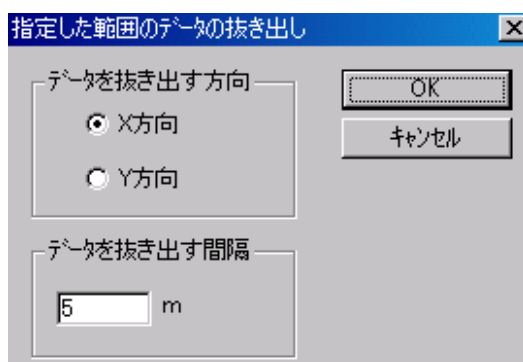 指定した範囲のﾃﾞｰﾀの抜き出し
ﾃﾞｰﾀを抜き出す方向
X方向
Y方向
OK
ｷｬﾝｾﾙ
ﾃﾞｰﾀを抜き出す間隔
5 m